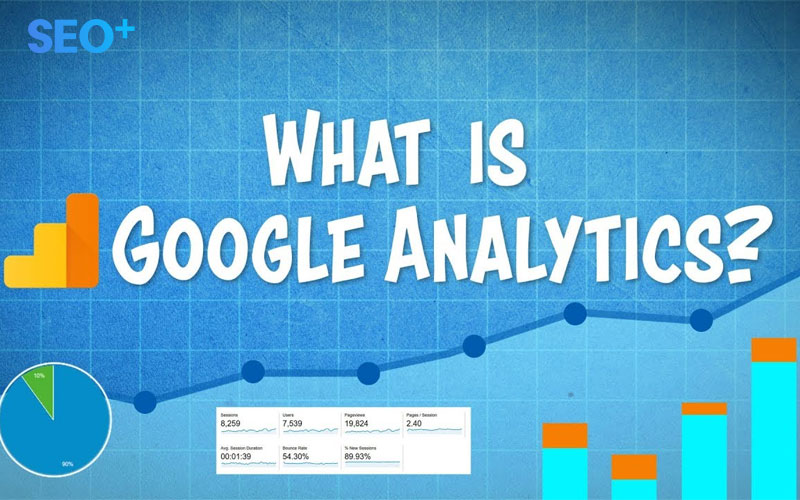 SEO+
WHAT IS
GOOGLE ANALYTICS?
10%
90%
Sessions Users Pageviews Pages / Session
8,259 7,539 19,824 2.40
Avg. Session Duration Bounce Rate % New Sessions
00:01:39 54.30% 89.93%